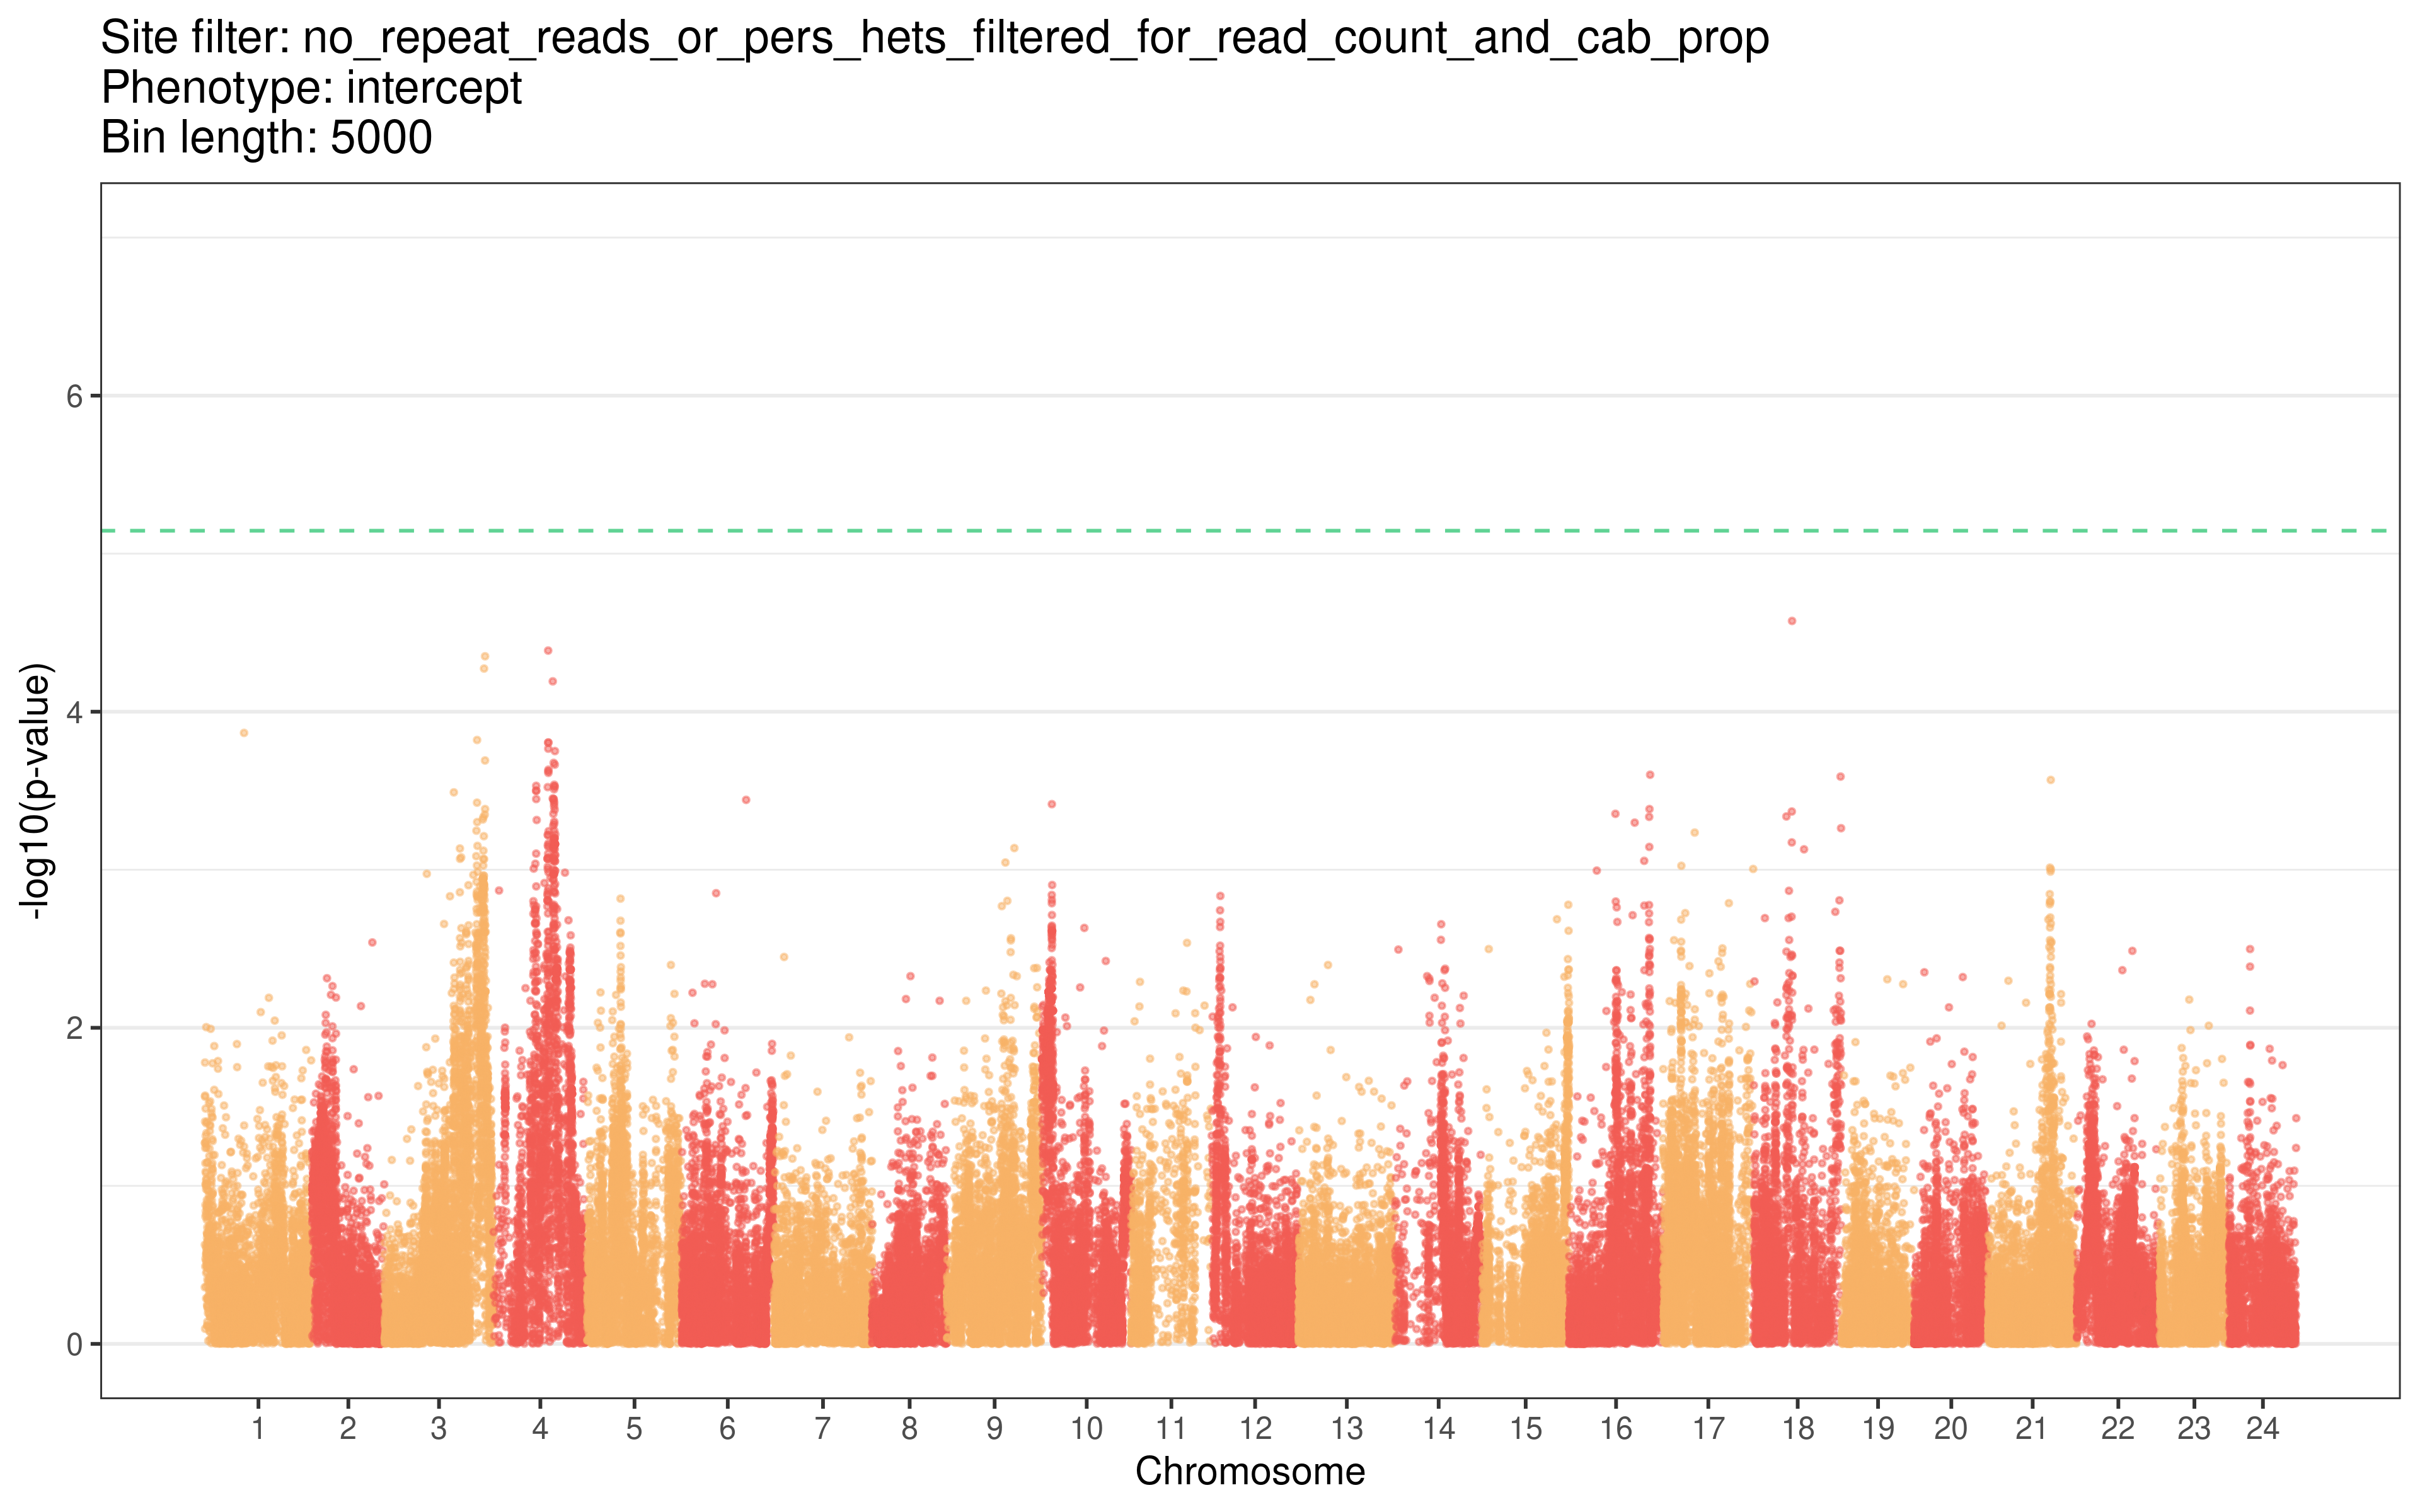 Site filter: no_repeat_reads_or_pers_hets_filtered_for_read_count_and_cab_prop
Phenotype: intercept
Bin length: 5000
6
4
2
0
-log10(p-value)
1 2 3 4 5 6 7 8 9 10 11 12 13 14 15 16 17 18 19 20 21 22 23 24
Chromosome